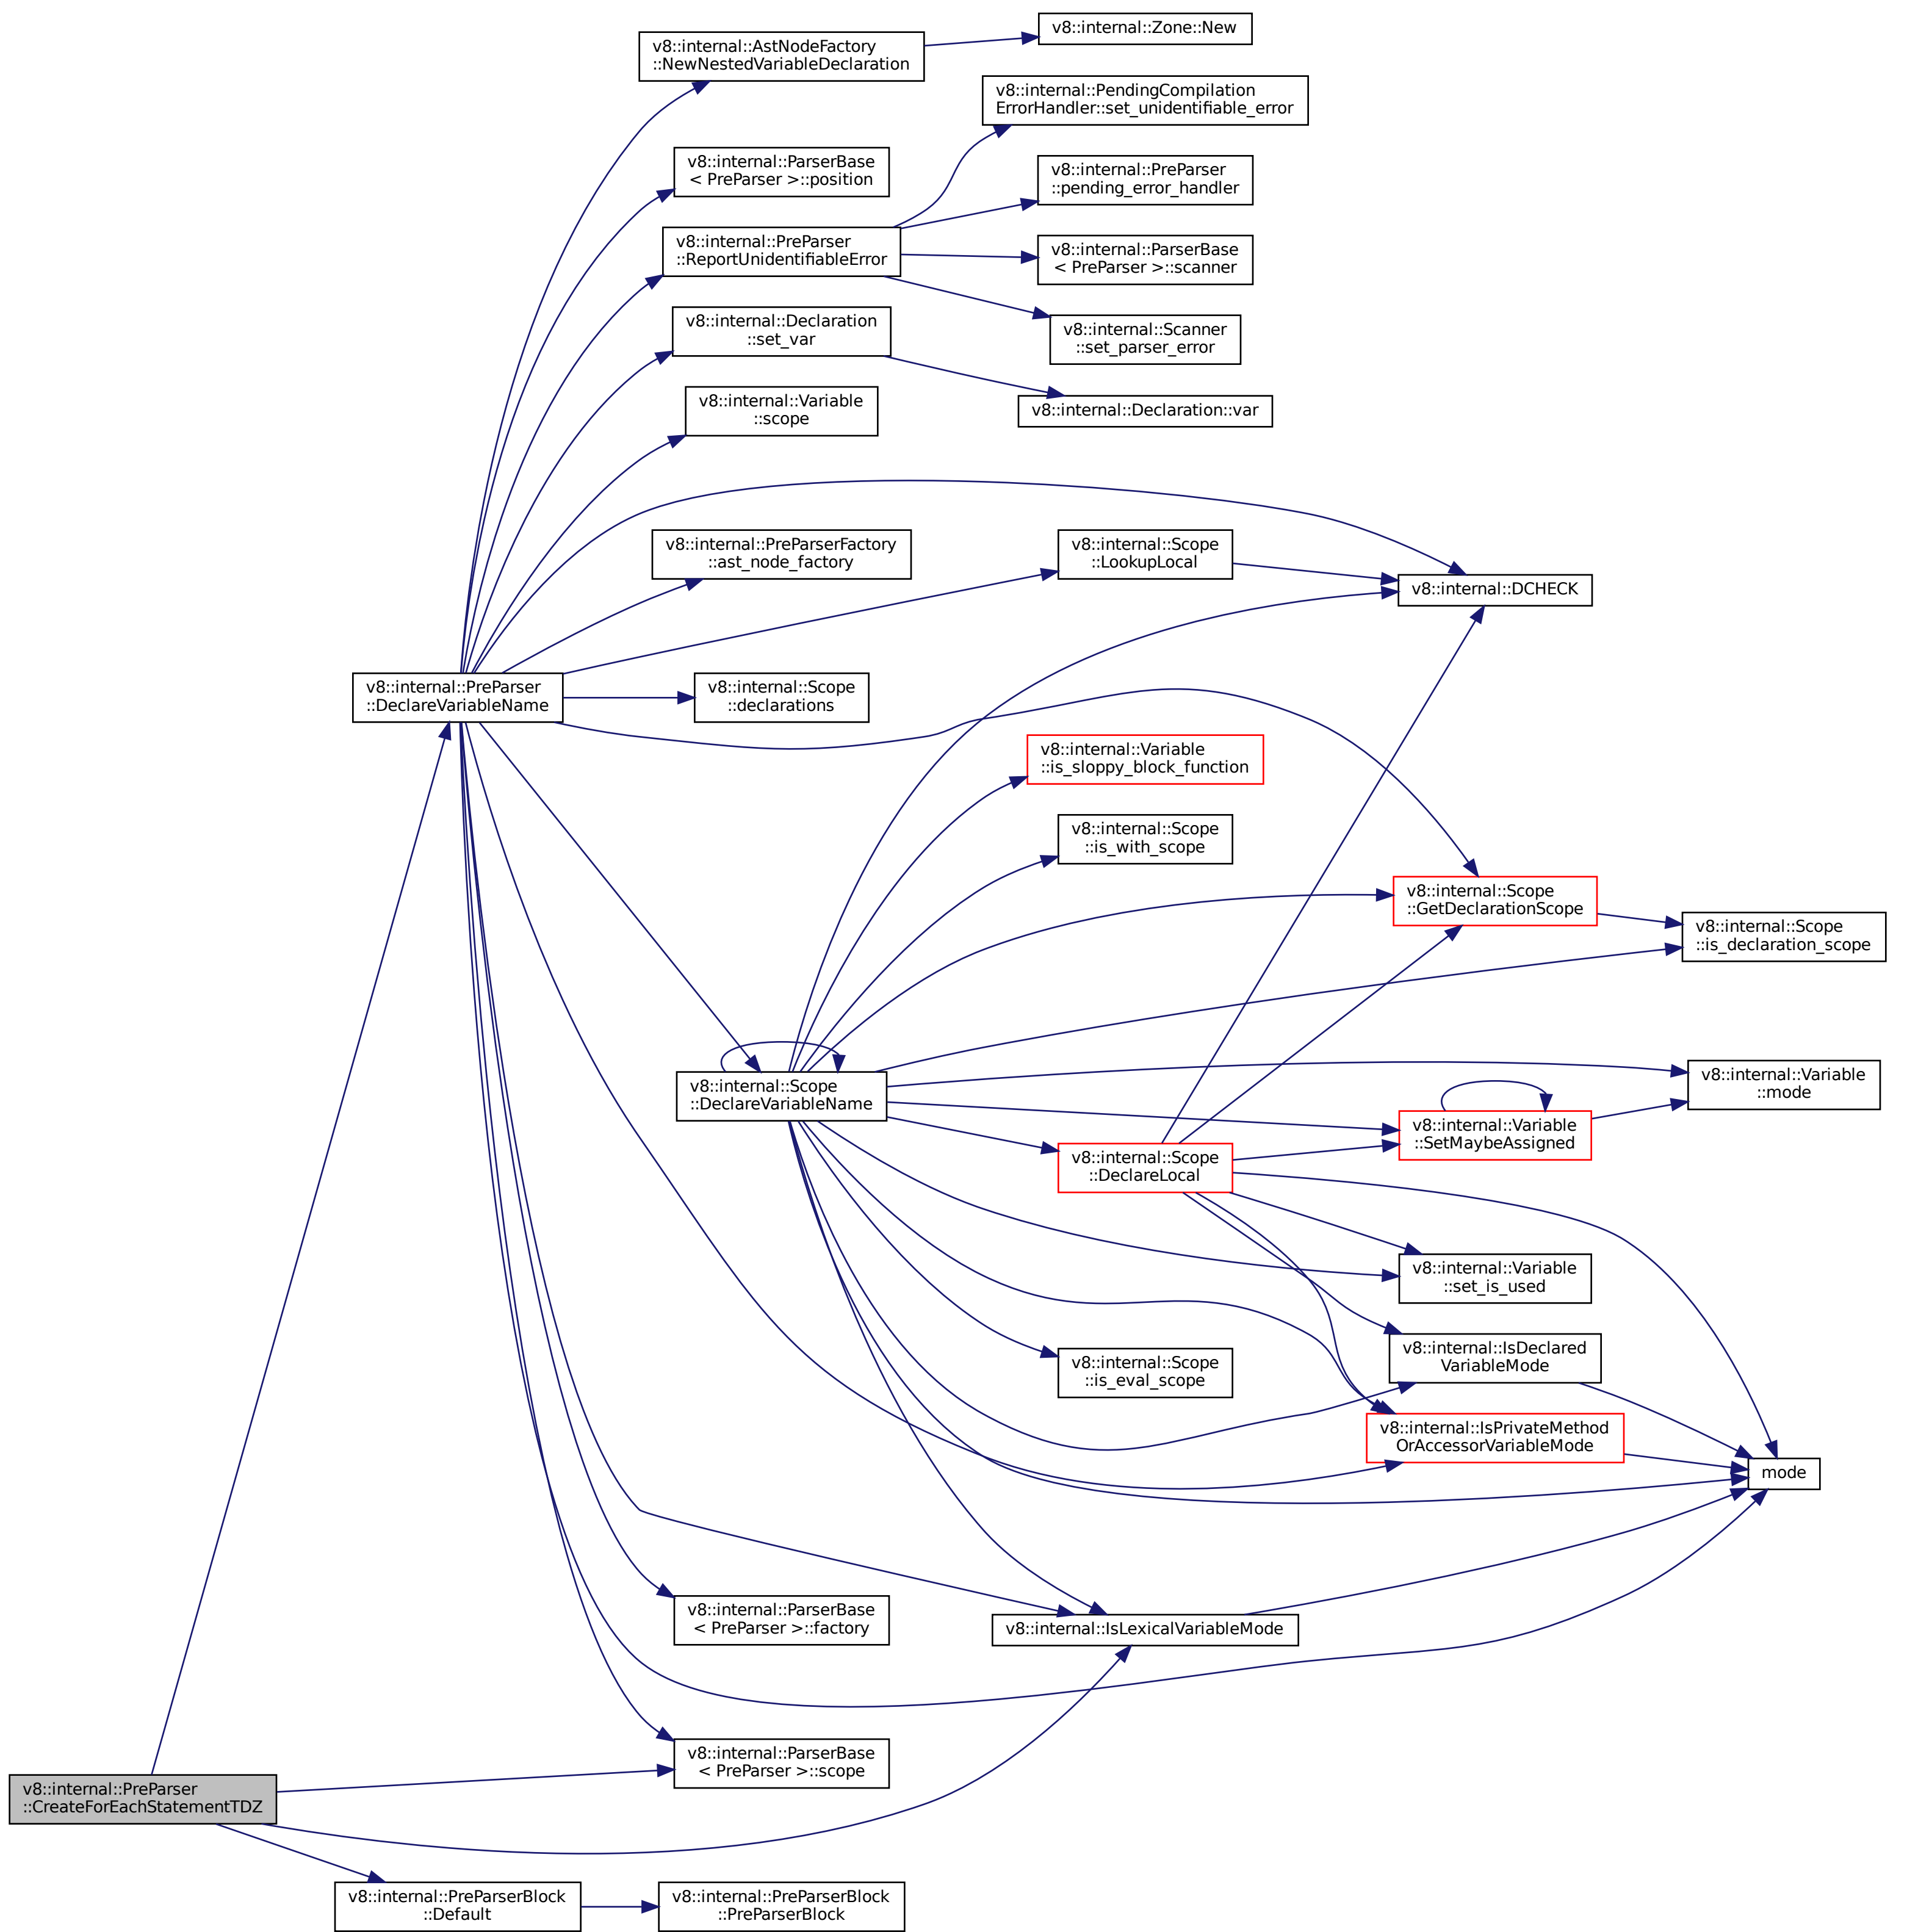 v8::internal::Zone::New
v8::internal::AstNodeFactory
::NewNestedVariableDeclaration
v8::internal::PendingCompilation
ErrorHandler::set_unidentifiable_error
v8::internal::ParserBase
< PreParser >::position
v8::internal::PreParser
::pending_error_handler
v8::internal::PreParser
::ReportUnidentifiableError
v8::internal::ParserBase
< PreParser >::scanner
v8::internal::Declaration
::set_var
v8::internal::Scanner
::set_parser_error
v8::internal::Variable
::scope
v8::internal::Declaration::var
v8::internal::PreParserFactory
::ast_node_factory
v8::internal::Scope
::LookupLocal
v8::internal::DCHECK
v8::internal::PreParser
::DeclareVariableName
v8::internal::Scope
::declarations
v8::internal::Variable
::is_sloppy_block_function
v8::internal::Scope
::is_with_scope
v8::internal::Scope
::GetDeclarationScope
v8::internal::Scope
::is_declaration_scope
v8::internal::Scope
::DeclareVariableName
v8::internal::Variable
::mode
v8::internal::Variable
::SetMaybeAssigned
v8::internal::Scope
::DeclareLocal
v8::internal::Variable
::set_is_used
v8::internal::IsDeclared
VariableMode
v8::internal::Scope
::is_eval_scope
v8::internal::IsPrivateMethod
OrAccessorVariableMode
mode
v8::internal::ParserBase
< PreParser >::factory
v8::internal::IsLexicalVariableMode
v8::internal::ParserBase
< PreParser >::scope
v8::internal::PreParser
::CreateForEachStatementTDZ
v8::internal::PreParserBlock
::Default
v8::internal::PreParserBlock
::PreParserBlock